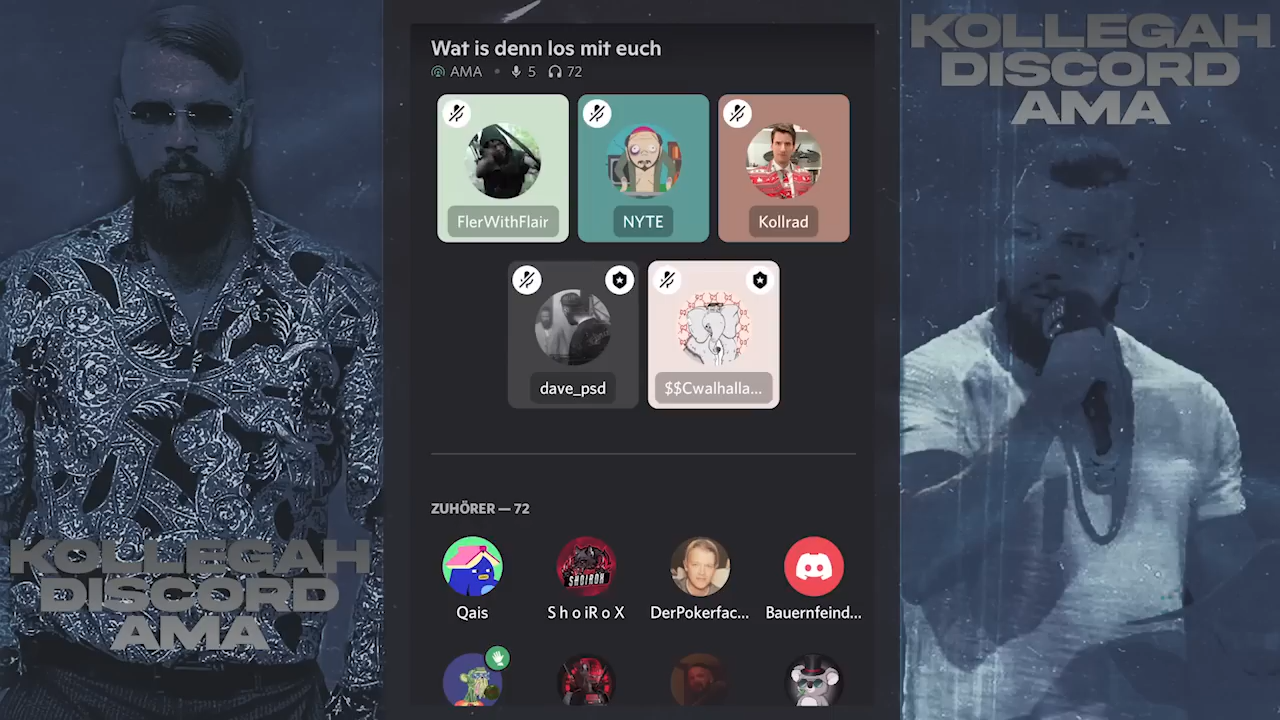 KOLLEGAH
DISCORD
AMA
Wat is denn los mit euch
AMA • 5 72
FlerWithFlair
NYTE
Kollrad
dave_psd
$$Cwalhalla...
ZUHÖRER — 72
Qais
S h o iR o X
DerPokerfac...
Bauernfeind...
SHOIROX
KOLLEGAH
DISCORD
AMA